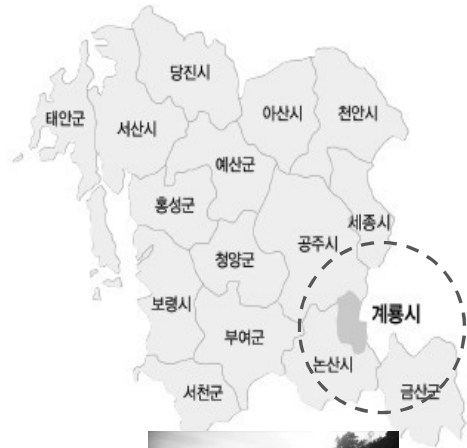 당진시
아산시
천안시
태안군
서산시
예산군
홍성군
세종시
공주시
청양군
보령시
계룡시
부여군
논산시
서천군
금산군